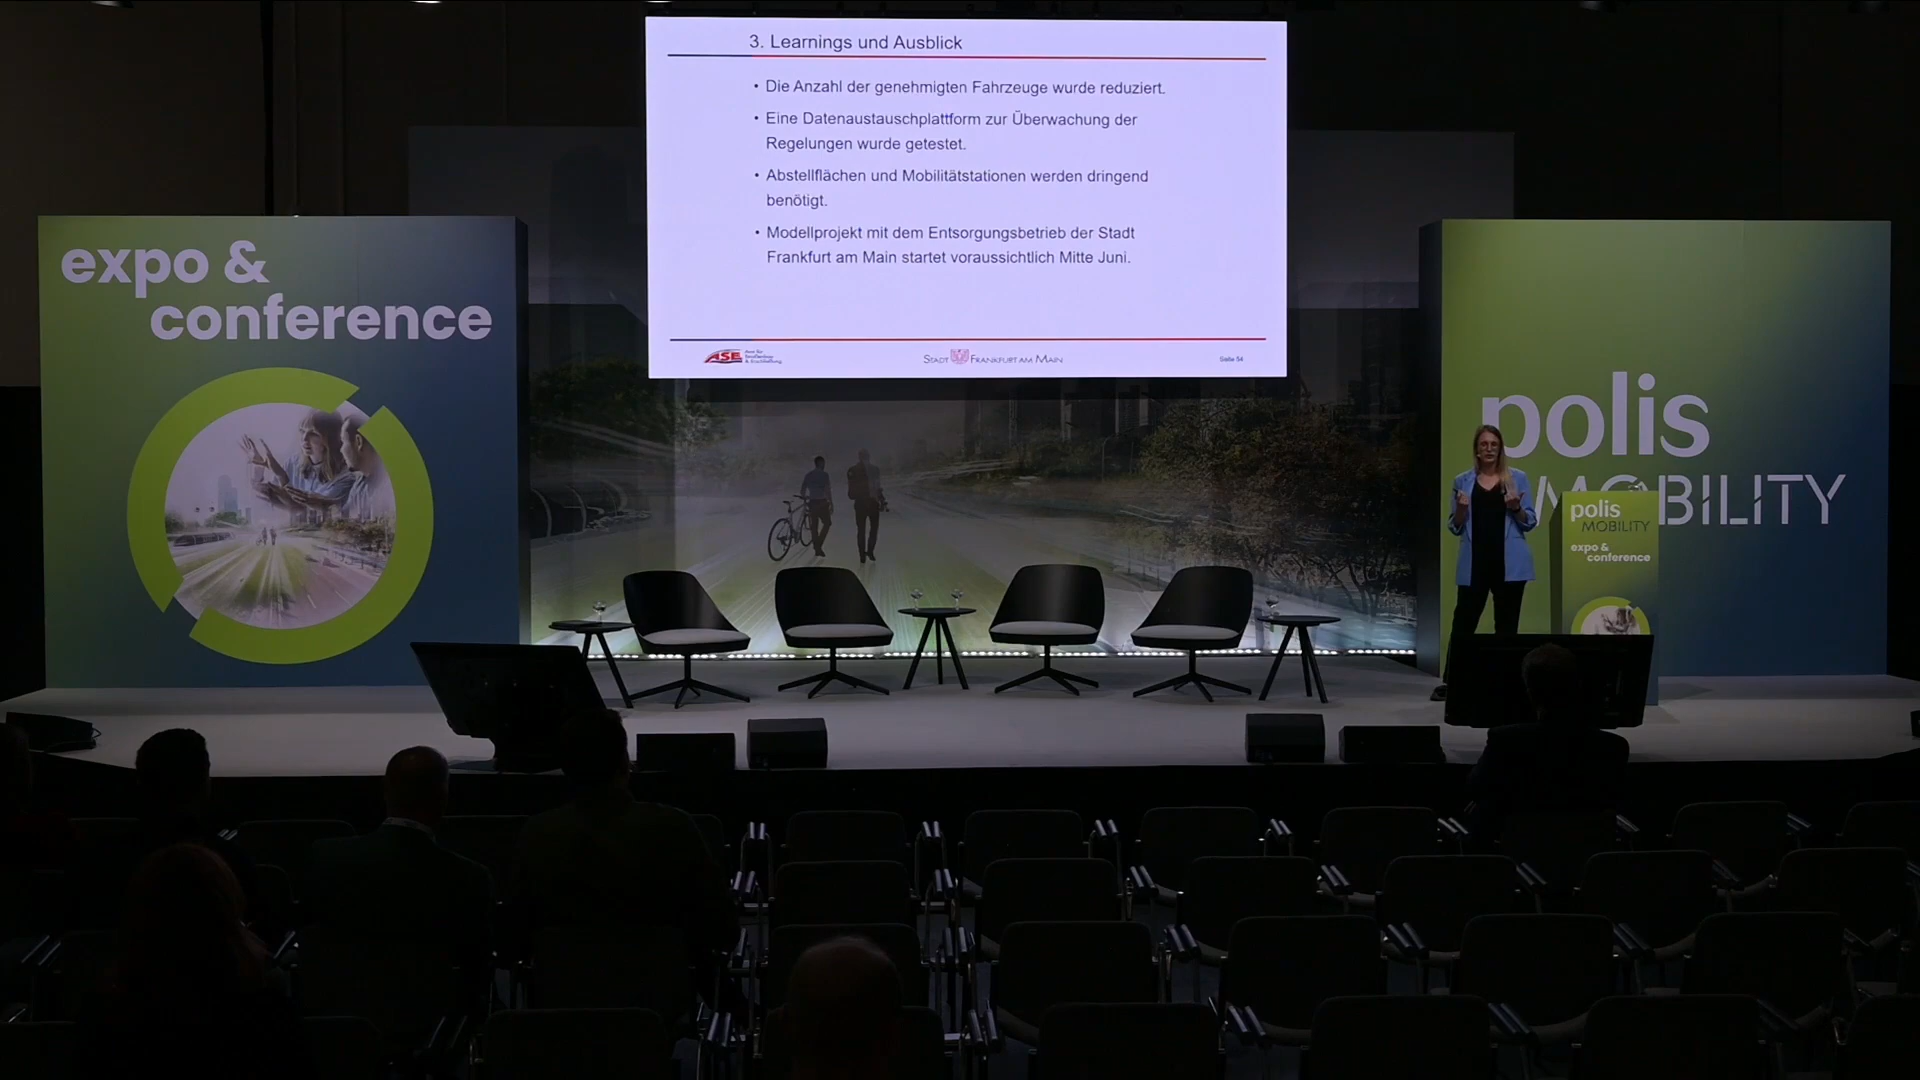 3. Learnings und Ausblick
• Die Anzahl der genehmigten Fahrzeuge wurde reduziert.
• Eine Datenaustauschplattform zur Überwachung der
Regelungen wurde getestet.
• Abstellflächen und Mobilitätstationen werden dringend
benötigt.
• Modellprojekt mit dem Entsorgungsbetrieb der Stadt
Frankfurt am Main startet voraussichtlich Mitte Juni.
ASE
STADT FRANKFURT AM MAIN
Seite 54
expo &
conference
polis
MOBILITY
polis
MOBILITY
expo &
conference